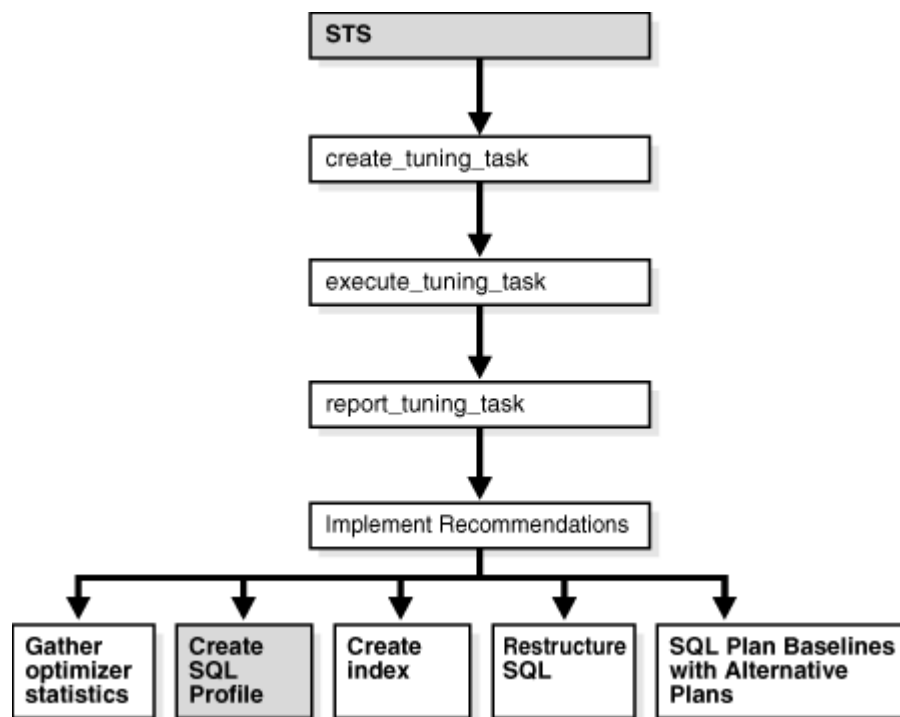 STS
create_tuning_task
execute_tuning_task
report_tuning_task
Implement Recommendations
Gather
optimizer
statistics
Create
SQL
Profile
Create
index
Restructure
SQL
SQL Plan Baselines
with Alternative
Plans